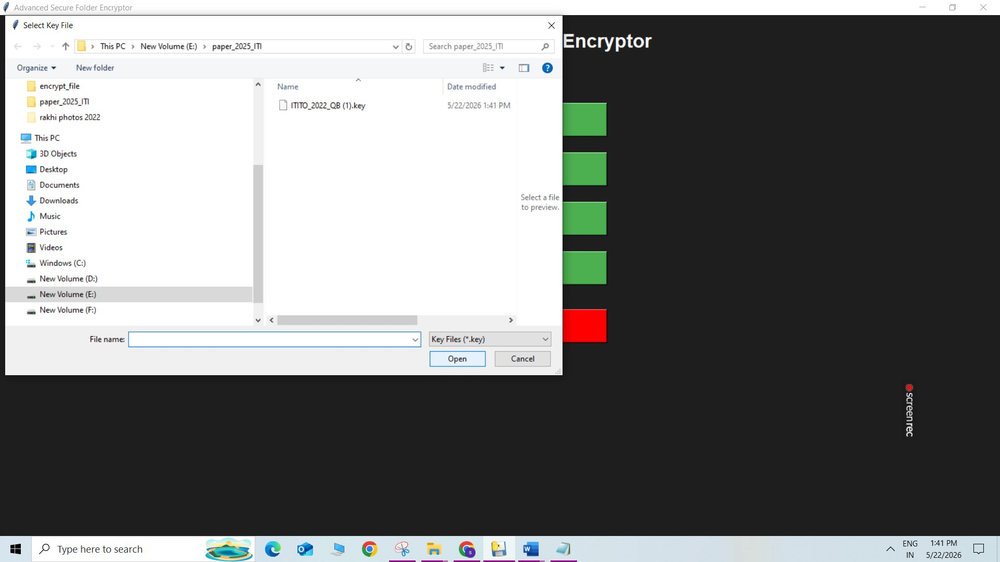 Advanced Secure Folder Encryptor
Select Key File
Encryptor
This PC > New Volume (E:) > paper_2025_ITI
Search paper_2025_ITI
Organize
New folder
?
encrypt_file
paper_2025_ITI
rakhi photos 2022
This PC
3D Objects
Desktop
Documents
Downloads
Music
Pictures
Videos
Windows (C:)
New Volume (D:)
New Volume (E:)
New Volume (F:)
Name
Date modified
ITITO_2022_QB (1).key
5/22/2026 1:41 PM
Select a file
to preview.
File name:
Key Files (*.key)
Open
Cancel
screenrec
Type here to search
ENG
IN
1:41 PM
5/22/2026